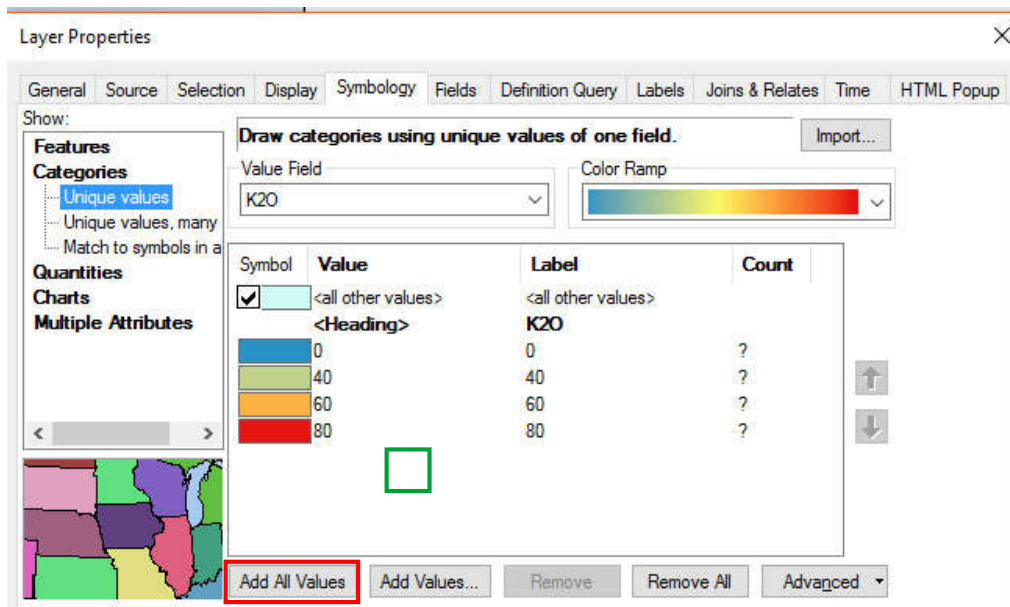 Layer Properties
General Source Selection Display Symbology Fields Definition Query Labels Joins & Relates Time HTML Popup
Show:
Features
Categories
Unique values
Unique values, many
Match to symbols in a
Quantities
Charts
Multiple Attributes
Draw categories using unique values of one field.
Import...
Value Field
K2O
Color Ramp
Symbol Value Label Count
<all other values> <all other values>
<Heading> K2O
0 0 ?
40 40 ?
60 60 ?
80 80 ?
Add All Values Add Values... Remove Remove All Advanced